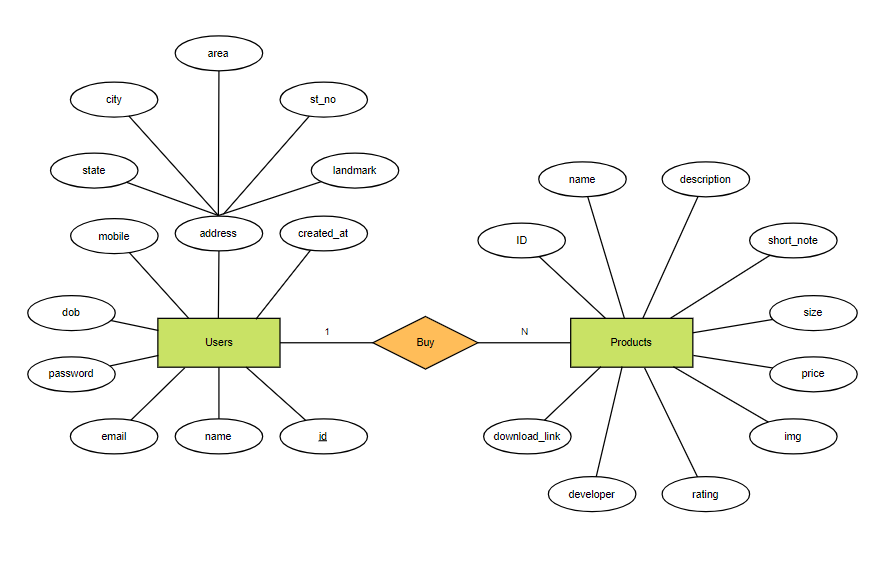 area
city
st_no
state
landmark
mobile
address
created_at
dob
Users
password
email
name
id
1
Buy
N
name
description
ID
short_note
size
Products
price
download_link
img
developer
rating